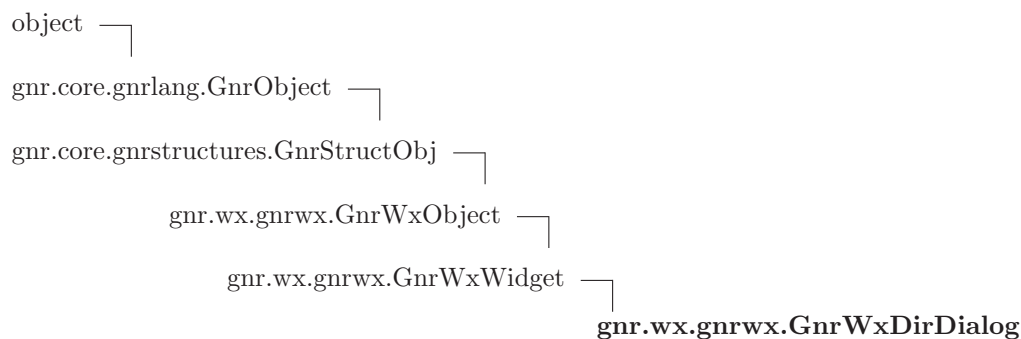 object
gnr.core.gnrlang.GnrObject
gnr.core.gnrstructures.GnrStructObj
gnr.wx.gnrwx.GnrWxObject
gnr.wx.gnrwx.GnrWxWidget
gnr.wx.gnrwx.GnrWxDirDialog